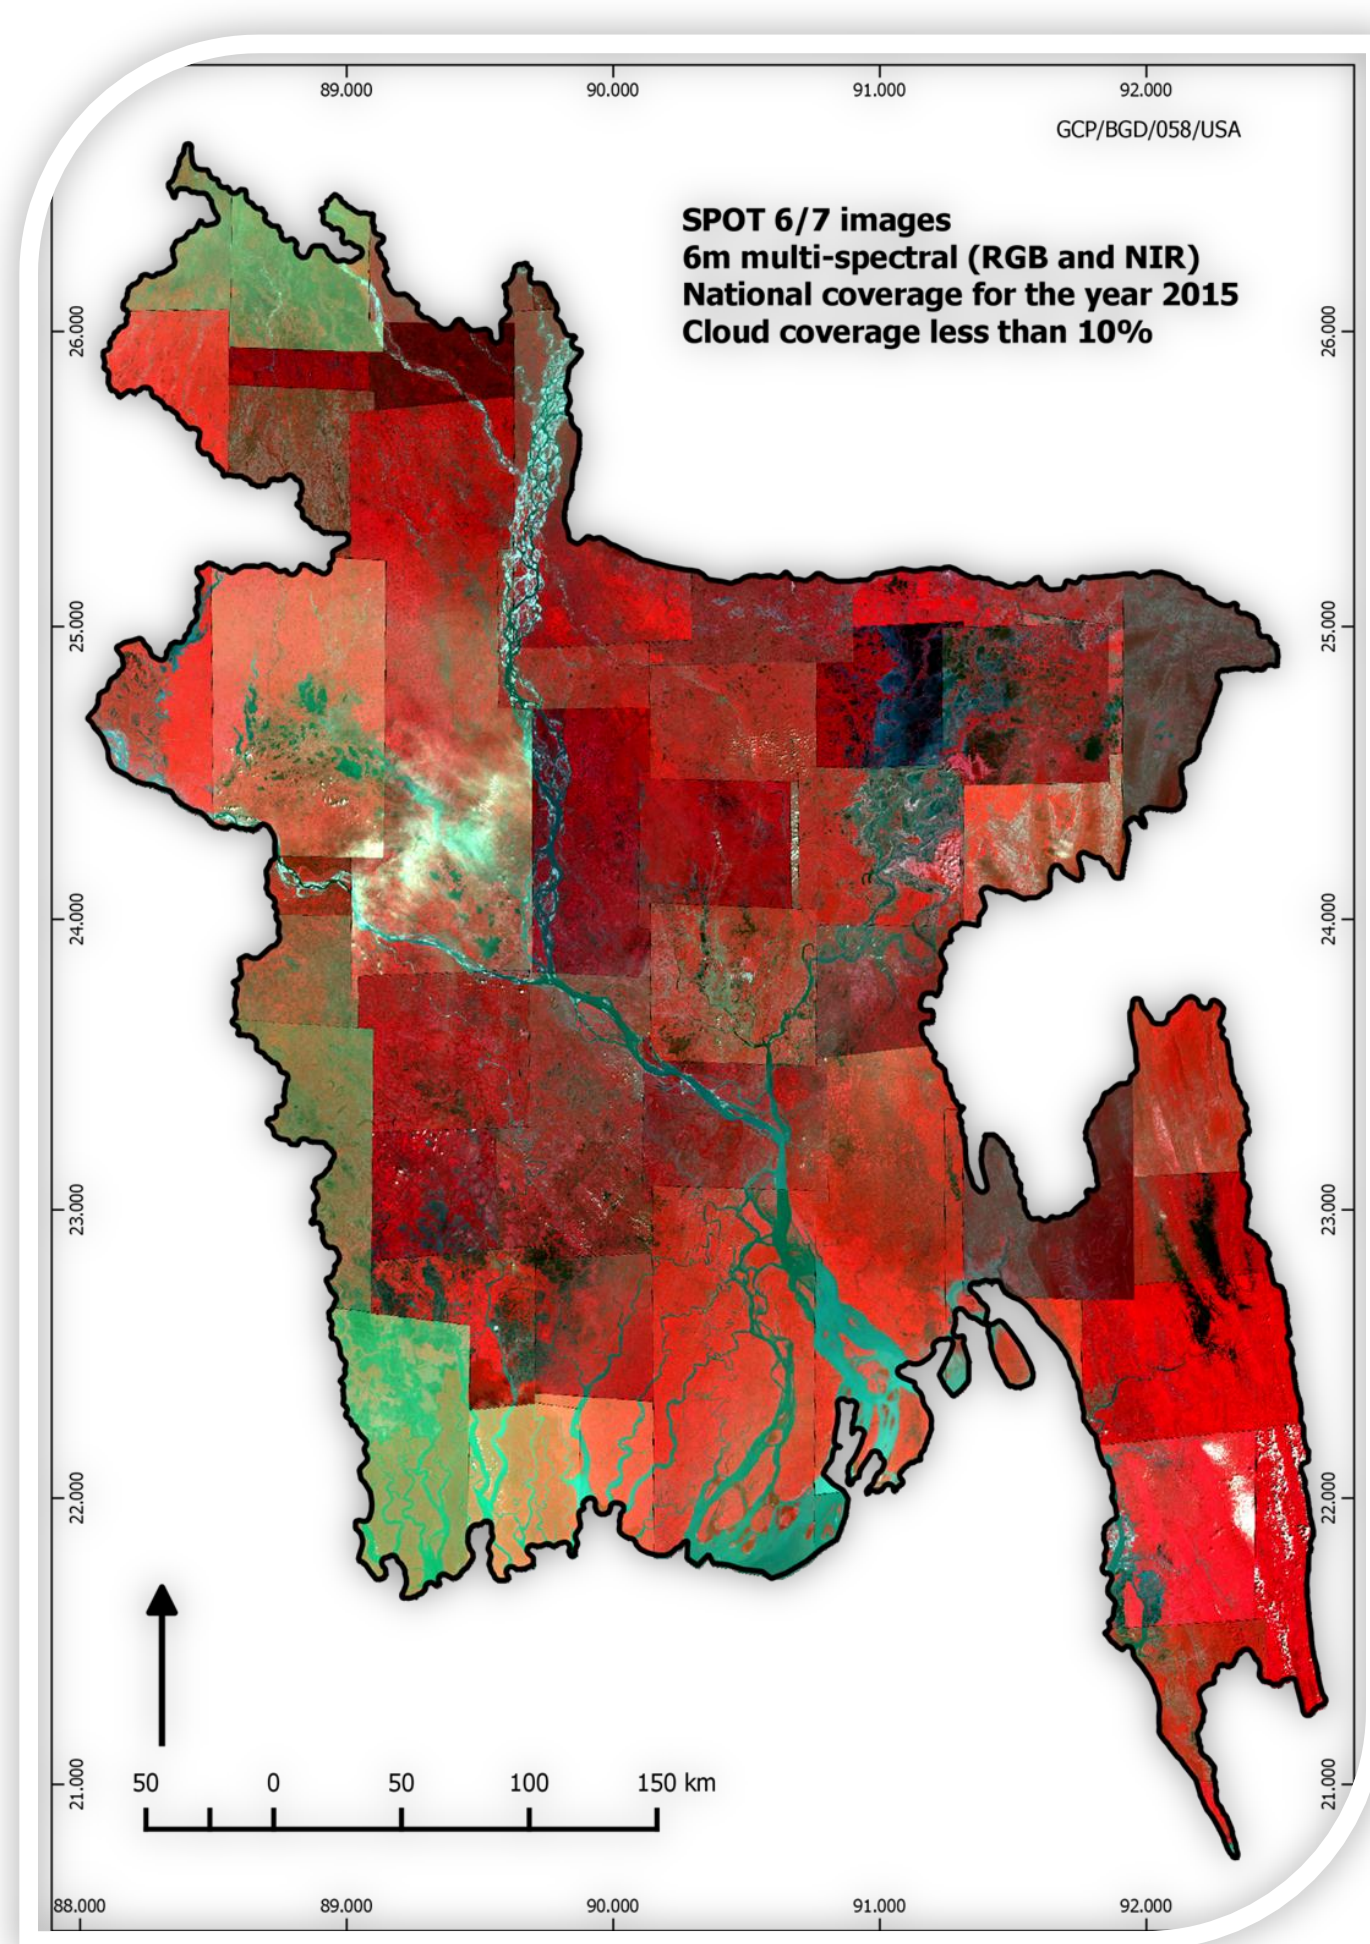 89.000 90.000 91.000 92.000
GCP/BGD/058/USA
SPOT 6/7 images
6m multi-spectral (RGB and NIR)
National coverage for the year 2015
Cloud coverage less than 10%
26.000 26.000
25.000 25.000
24.000 24.000
23.000 23.000
22.000 22.000
21.000 21.000
50 0 50 100 150 km
88.000 89.000 90.000 91.000 92.000